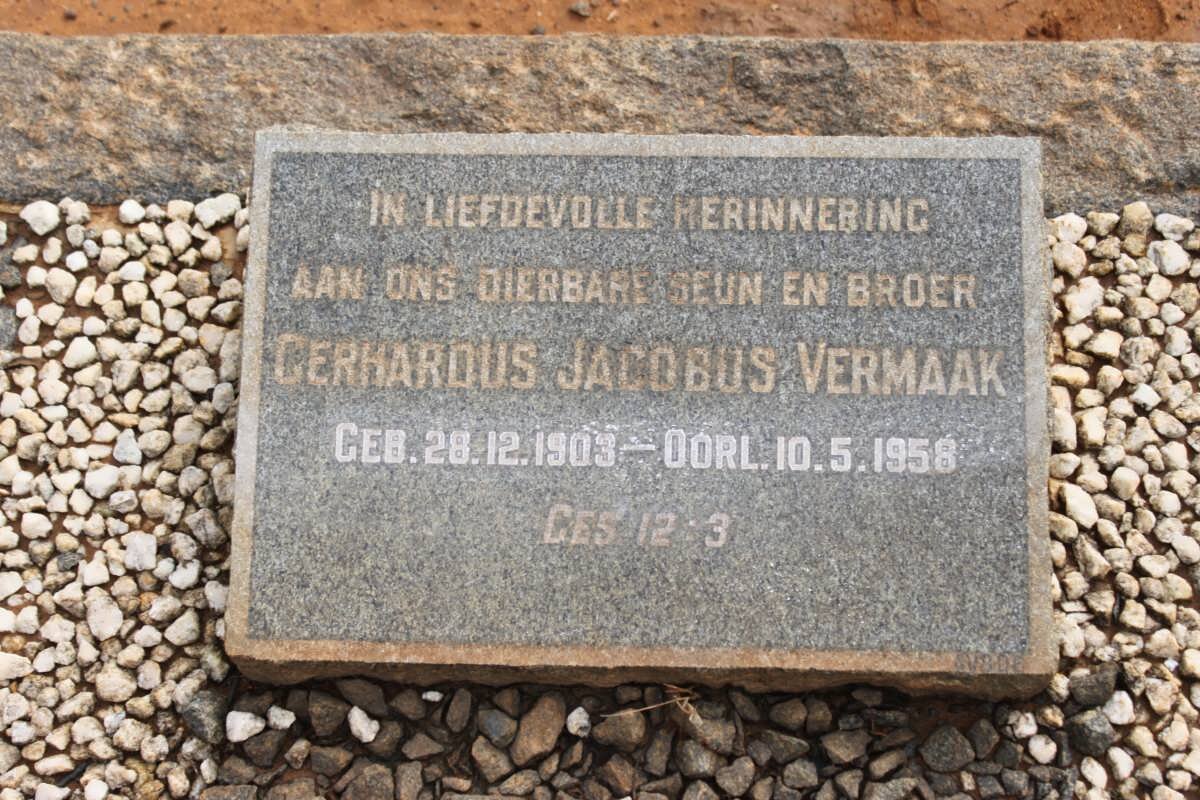 IN LIEFDEVOLLE HERINNERING
AAN ONS DIERBARE SEUN EN BROER
GERHARDUS JACOBUS VERMAAK
GEB. 28.12.1903 — OORL. 10.5.1958
GES 12:3